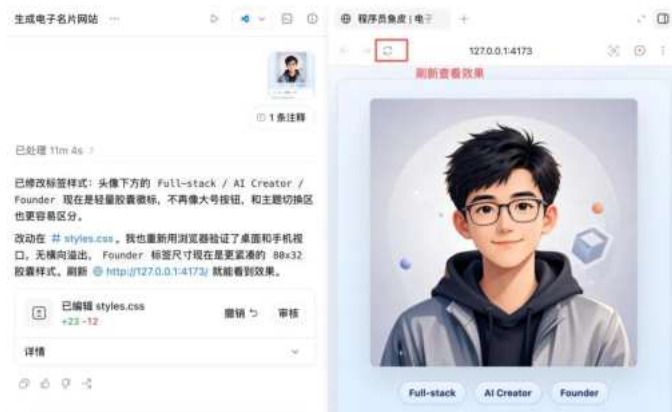 生成电子名片网站 ...
程序员鱼皮 | 电子
127.0.0.1:4173
刷新查看效果
1 条注释
已处理 11m 4s >
已修改标签样式：头像下方的 Full-stack / AI Creator /
Founder 现在是轻量胶囊徽标，不再像大号按钮，和主题切换区
也更容易区分。
改动在 # styles.css 。我也重新用浏览器验证了桌面和手机视
口，无横向溢出， Founder 标签尺寸现在是更紧凑的 80x32
胶囊样式。刷新 http://127.0.0.1:4173/ 就能看到效果。
已编辑 styles.css
+23 -12
撤销
审核
详情
Full-stack
AI Creator
Founder